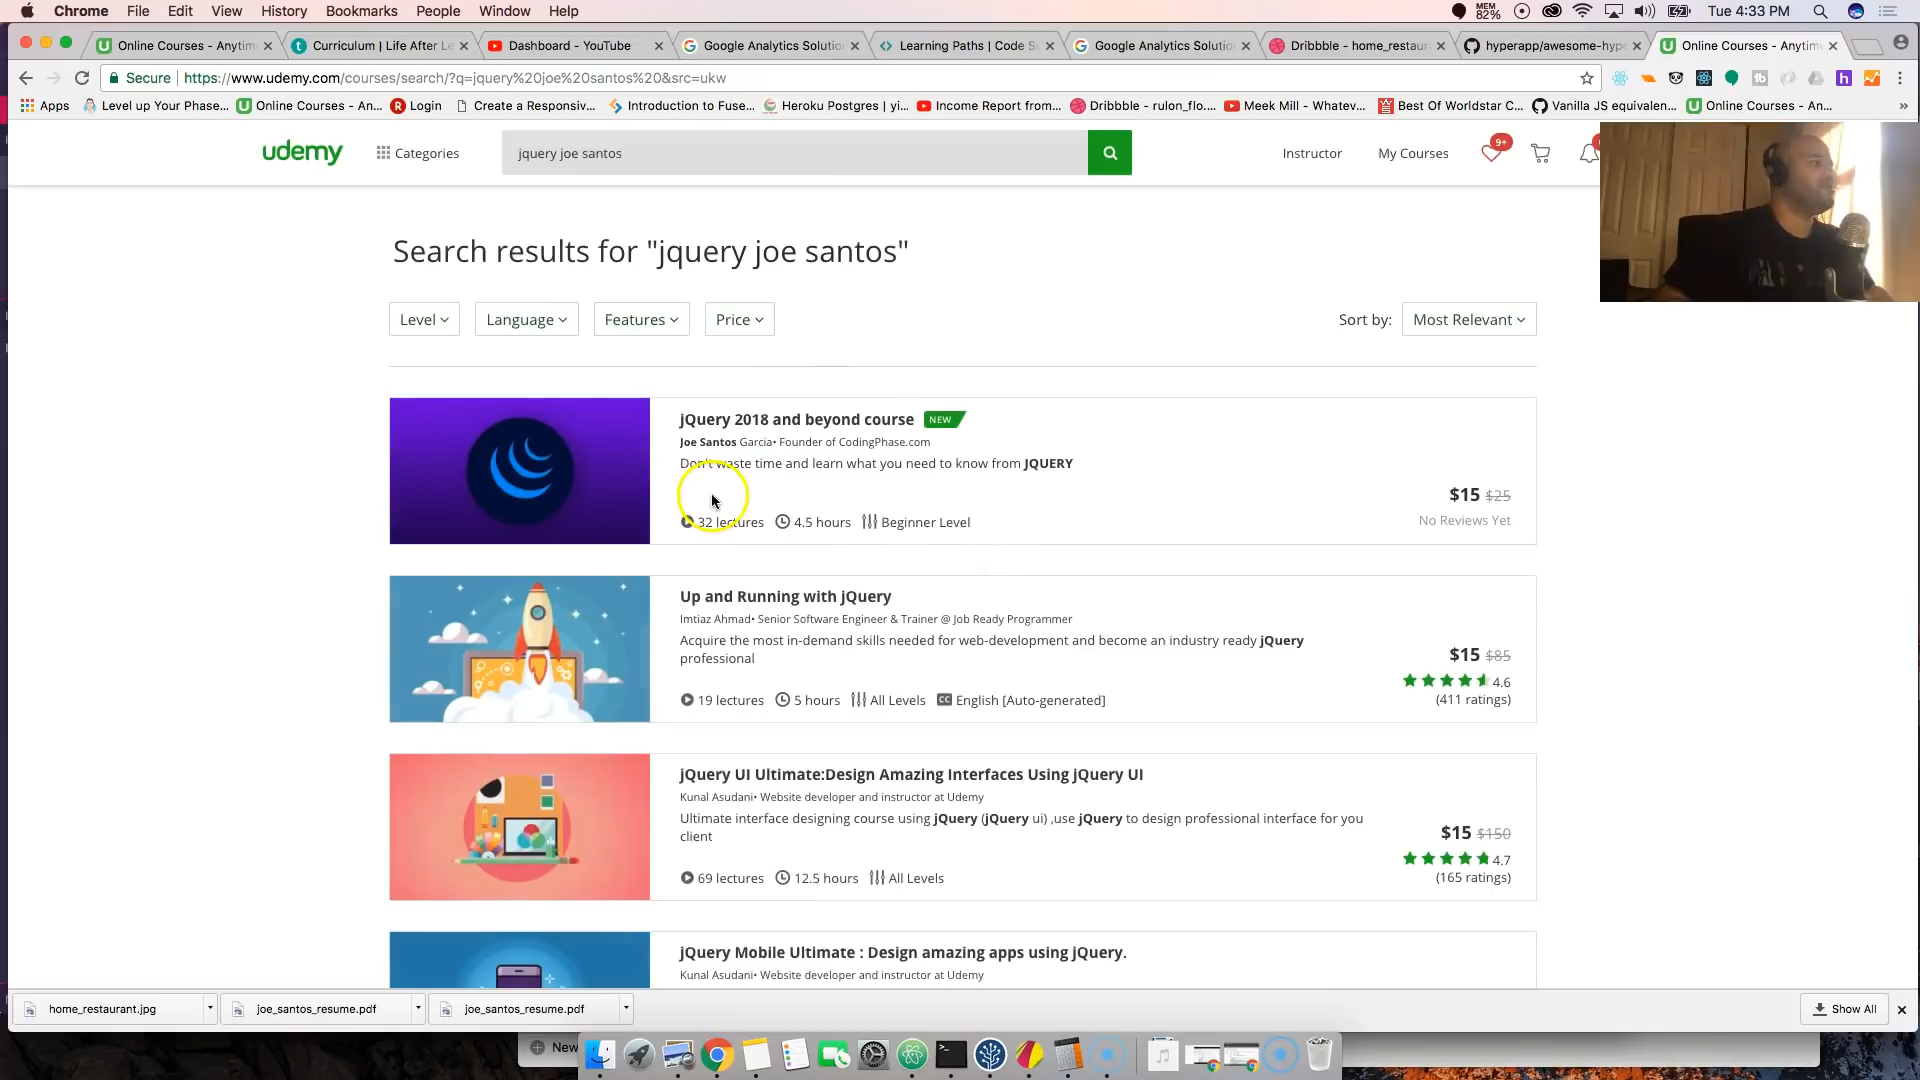 Chrome File Edit View History Bookmarks People Window Help MEM 82% Tue 4:33 PM
Online Courses - Anytim
Curriculum | Life After Le
Dashboard - YouTube
Google Analytics Solutio
Learning Paths | Code S
Google Analytics Solutio
Dribbble - home_restaur
hyperapp/awesome-hype
Online Courses - Anytim
Secure https://www.udemy.com/courses/search/?q=jquery%20joe%20santos%20&src=ukw
Apps Level up Your Phase... Online Courses - An... Login Create a Responsiv... Introduction to Fuse... Heroku Postgres | yi... Income Report from... Dribbble - rulon_flo.... Meek Mill - Whatev... Best Of Worldstar C... Vanilla JS equivalen... Online Courses - An... »
udemy Categories jquery joe santos Instructor My Courses 9+
Search results for "jquery joe santos"
Level Language Features Price Sort by: Most Relevant
jQuery 2018 and beyond course NEW
Joe Santos Garcia• Founder of CodingPhase.com
Don't waste time and learn what you need to know from JQUERY
$15 $25
No Reviews Yet
32 lectures 4.5 hours Beginner Level
Up and Running with jQuery
Imtiaz Ahmad• Senior Software Engineer & Trainer @ Job Ready Programmer
Acquire the most in-demand skills needed for web-development and become an industry ready jQuery
professional
$15 $85
4.6
(411 ratings)
19 lectures 5 hours All Levels CC English [Auto-generated]
jQuery UI Ultimate:Design Amazing Interfaces Using jQuery UI
Kunal Asudani• Website developer and instructor at Udemy
Ultimate interface designing course using jQuery (jQuery ui) ,use jQuery to design professional interface for you
client
$15 $150
4.7
(165 ratings)
69 lectures 12.5 hours All Levels
jQuery Mobile Ultimate : Design amazing apps using jQuery.
Kunal Asudani• Website developer and instructor at Udemy
home_restaurant.jpg joe_santos_resume.pdf joe_santos_resume.pdf Show All
New